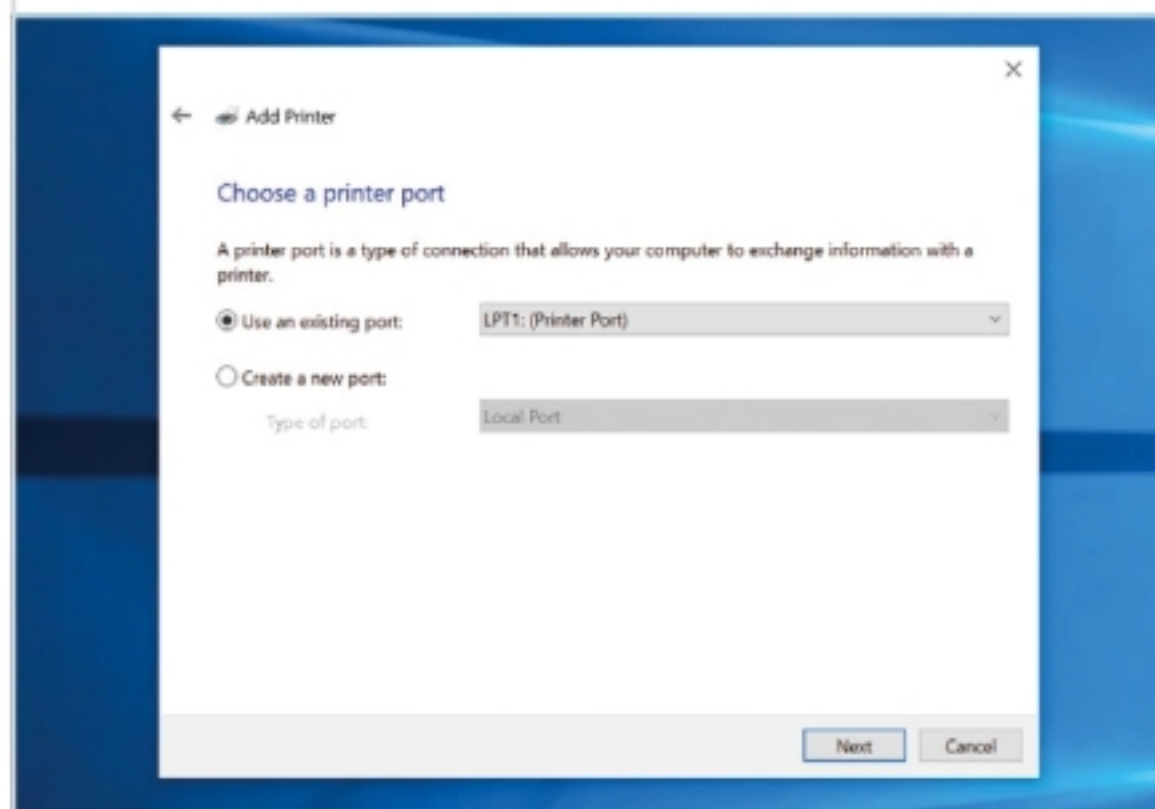 Add Printer
Choose a printer port
A printer port is a type of connection that allows your computer to exchange information with a
printer.
Use an existing port: LPT1: (Printer Port)
Create a new port:
Type of port: Local Port
Next Cancel